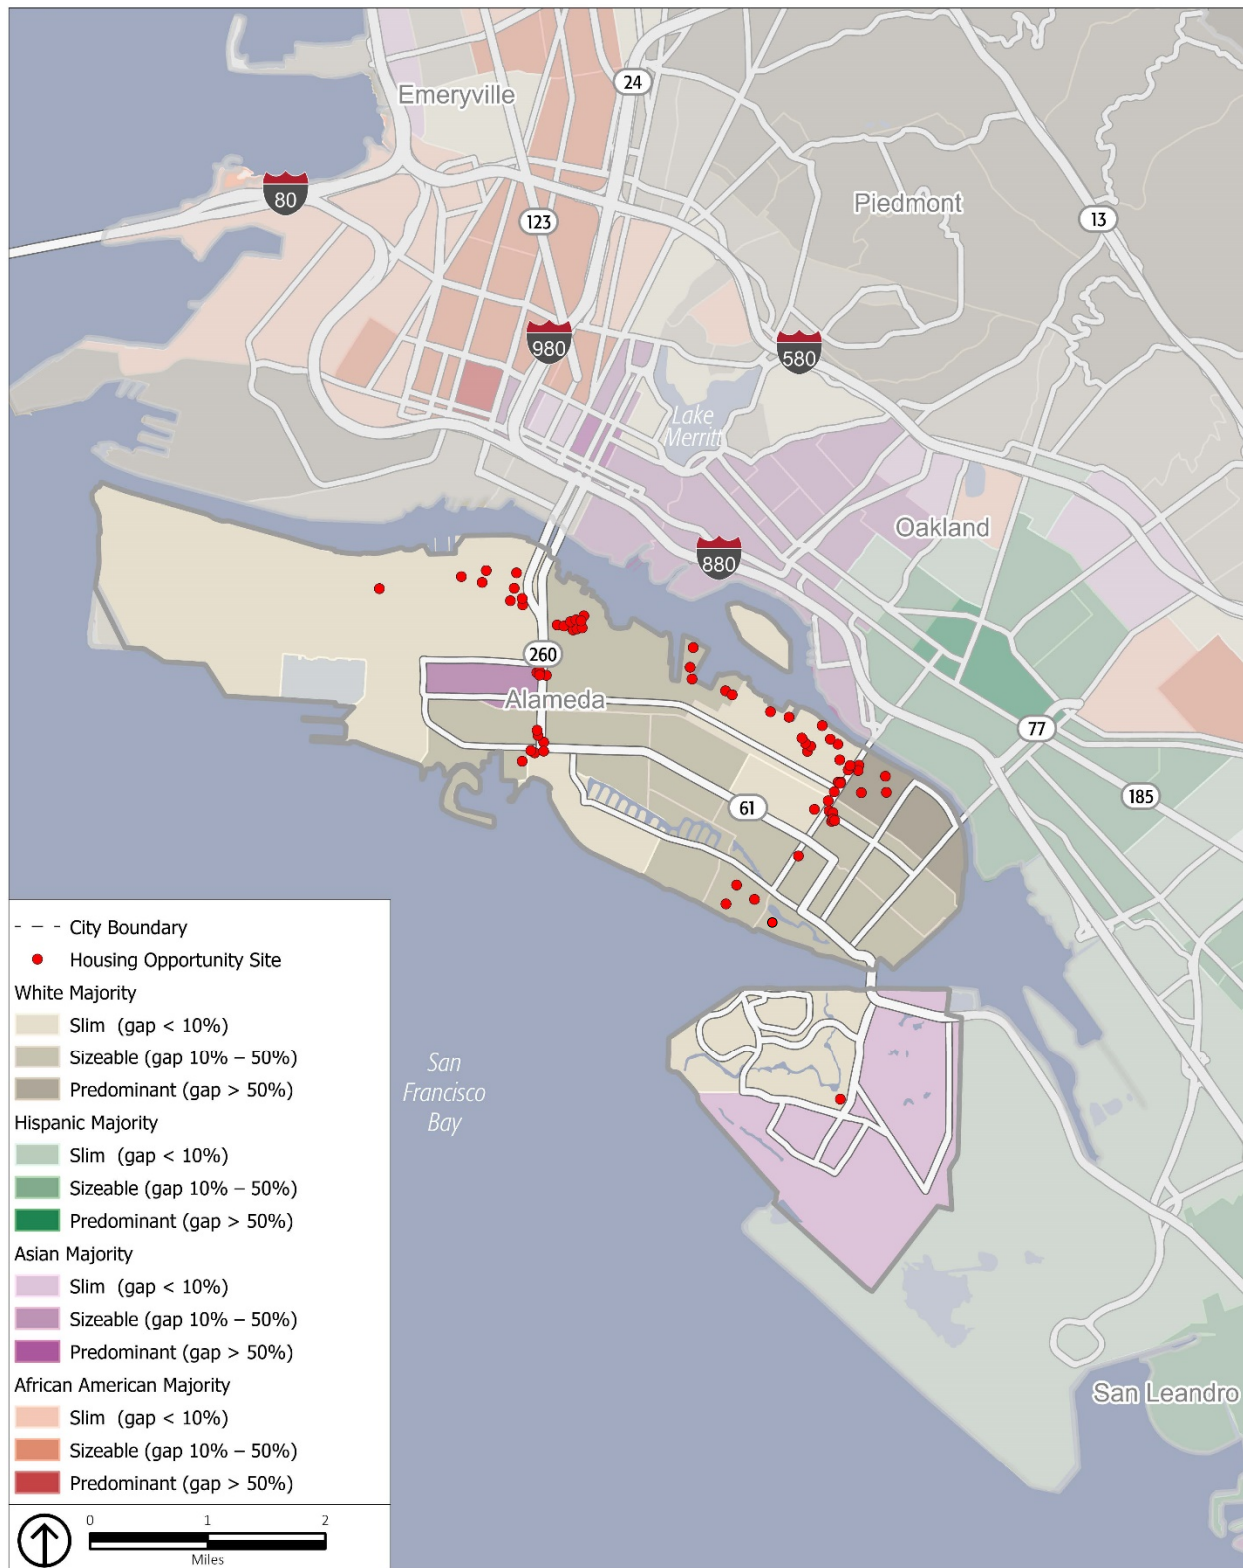 Emeryville
24
80
Piedmont
123
13
980
580
Lake
Merritt
Oakland
880
260
Alameda
77
61
185
San
Francisco
Bay
San Leandro
City Boundary
Housing Opportunity Site
White Majority
Slim (gap < 10%)
Sizeable (gap 10% – 50%)
Predominant (gap > 50%)
Hispanic Majority
Slim (gap < 10%)
Sizeable (gap 10% – 50%)
Predominant (gap > 50%)
Asian Majority
Slim (gap < 10%)
Sizeable (gap 10% – 50%)
Predominant (gap > 50%)
African American Majority
Slim (gap < 10%)
Sizeable (gap 10% – 50%)
Predominant (gap > 50%)
0 1 2
Miles